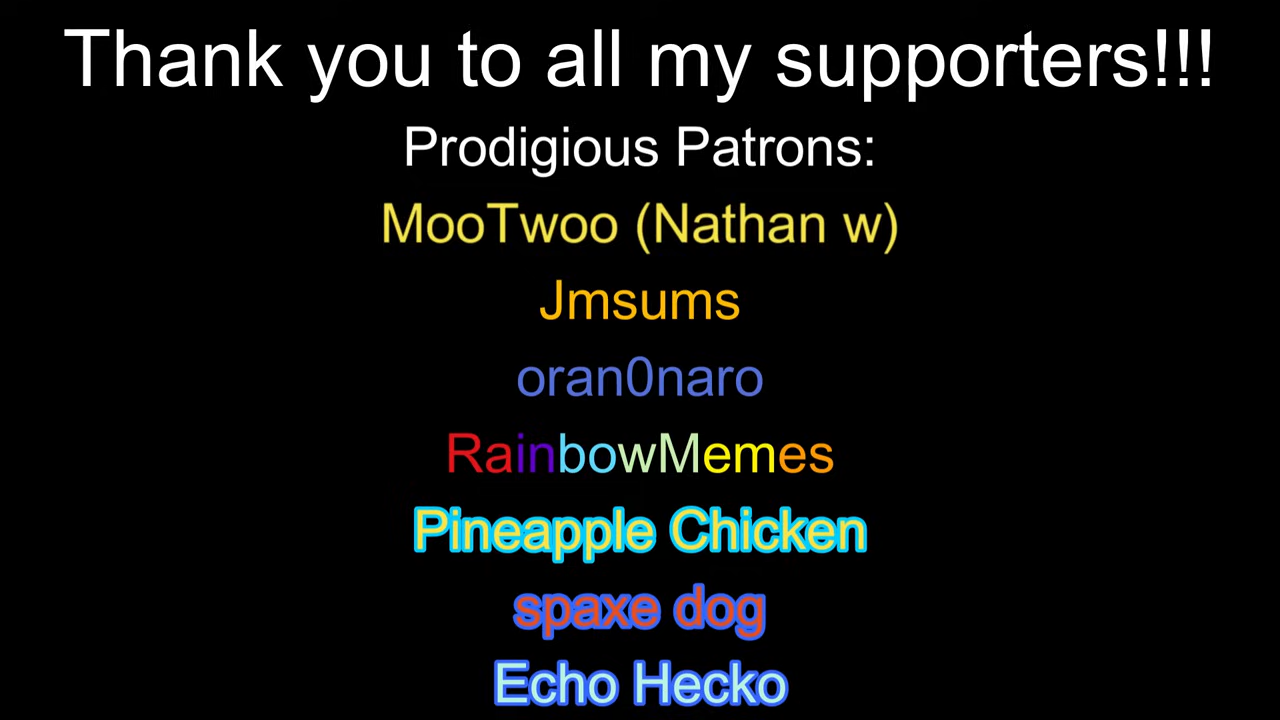 Thank you to all my supporters!!!
Prodigious Patrons:
MooTwoo (Nathan w)
Jmsums
oran0naro
RainbowMemes
Pineapple Chicken
spaxe dog
Echo Hecko